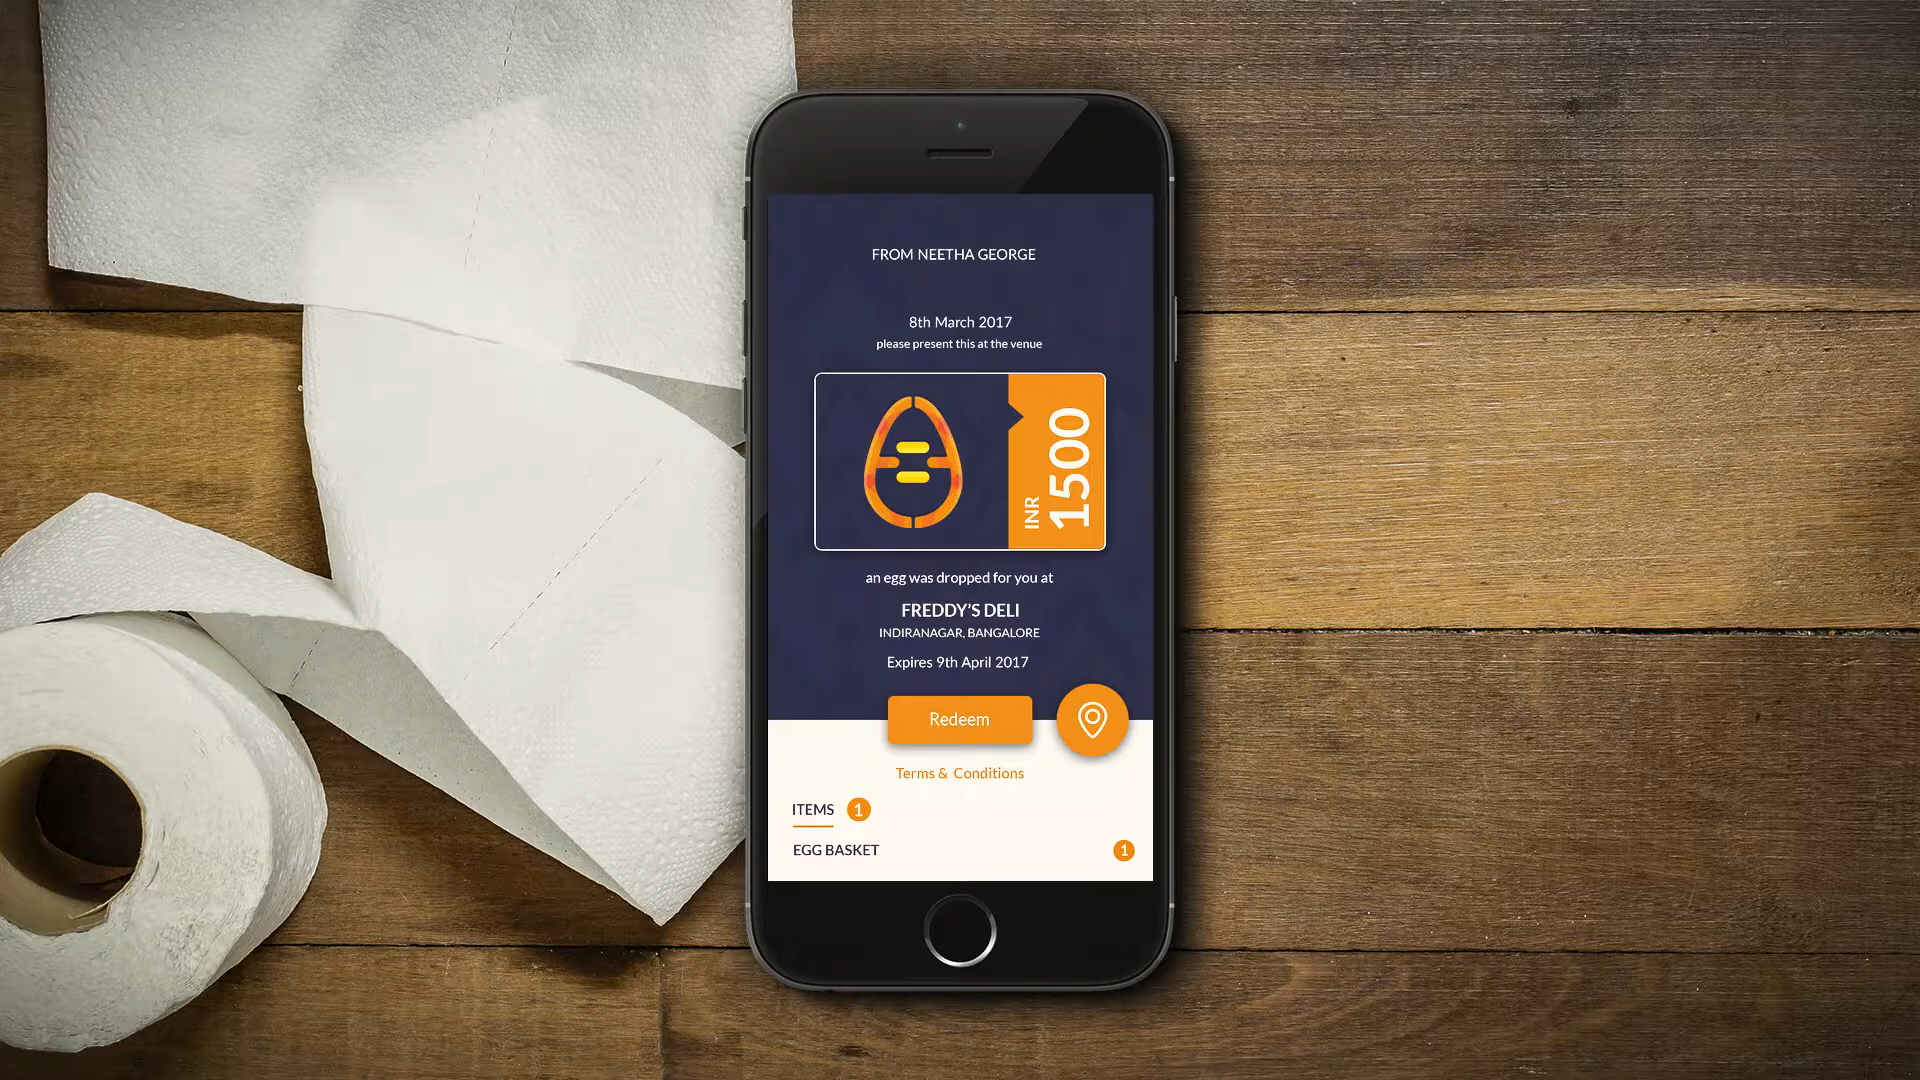 FROM NEETHA GEORGE
8th March 2017
please present this at the venue
INR 1500
an egg was dropped for you at
FREDDY'S DELI
INDIRANAGAR, BANGALORE
Expires 9th April 2017
Redeem
Terms & Conditions
ITEMS 1
EGG BASKET 1